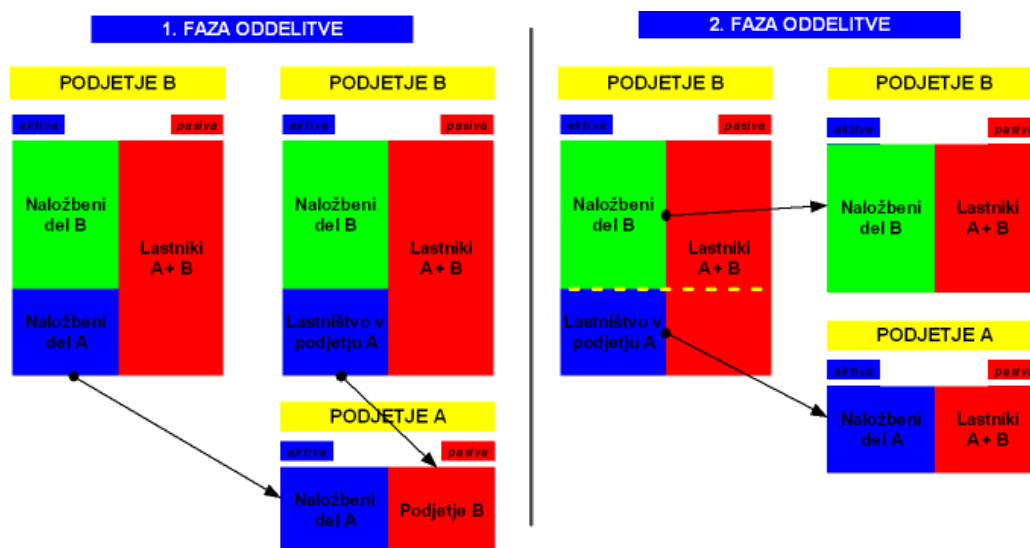 1. FAZA ODDELITVE
PODJETJE B
aktiva
pasiva
Naložbeni
del B
Lastniki
A + B
Naložbeni
del A
PODJETJE B
aktiva
pasiva
Naložbeni
del B
Lastniki
A + B
Lastništvo v
podjetju A
PODJETJE A
aktiva
pasiva
Naložbeni
del A
Podjetje B
2. FAZA ODDELITVE
PODJETJE B
aktiva
pasiva
Naložbeni
del B
Lastniki
A + B
Lastništvo v
podjetju A
PODJETJE B
aktiva
pasiva
Naložbeni
del B
Lastniki
A + B
PODJETJE A
aktiva
pasiva
Naložbeni
del A
Lastniki
A + B